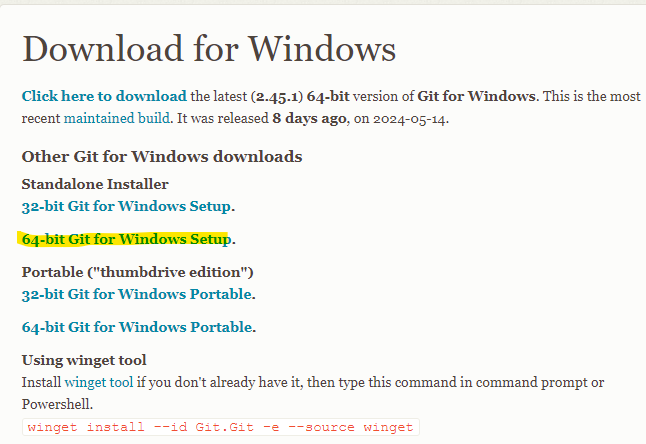 Download for Windows
Click here to download the latest (2.45.1) 64-bit version of Git for Windows. This is the most
recent maintained build. It was released 8 days ago, on 2024-05-14.
Other Git for Windows downloads
Standalone Installer
32-bit Git for Windows Setup.
64-bit Git for Windows Setup.
Portable ("thumbdrive edition")
32-bit Git for Windows Portable.
64-bit Git for Windows Portable.
Using winget tool
Install winget tool if you don't already have it, then type this command in command prompt or
Powershell.
winget install --id Git.Git -e --source winget